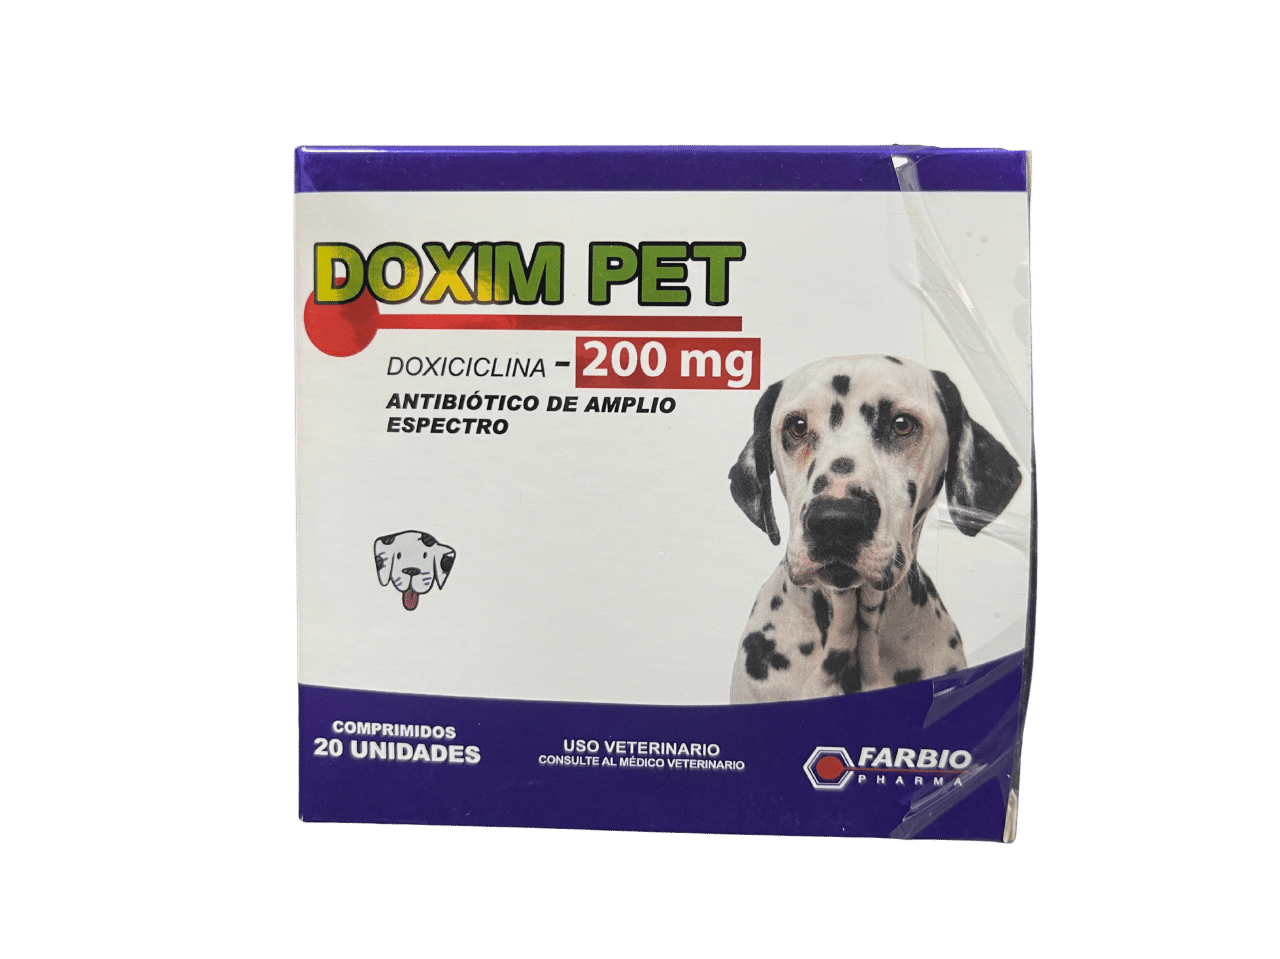 DOXIM PET
DOXICICLINA - 200 mg
ANTIBIÓTICO DE AMPLIO
ESPECTRO
COMPRIMIDOS
20 UNIDADES
USO VETERINARIO
CONSULTE AL MÉDICO VETERINARIO
FARBIO
PHARMA